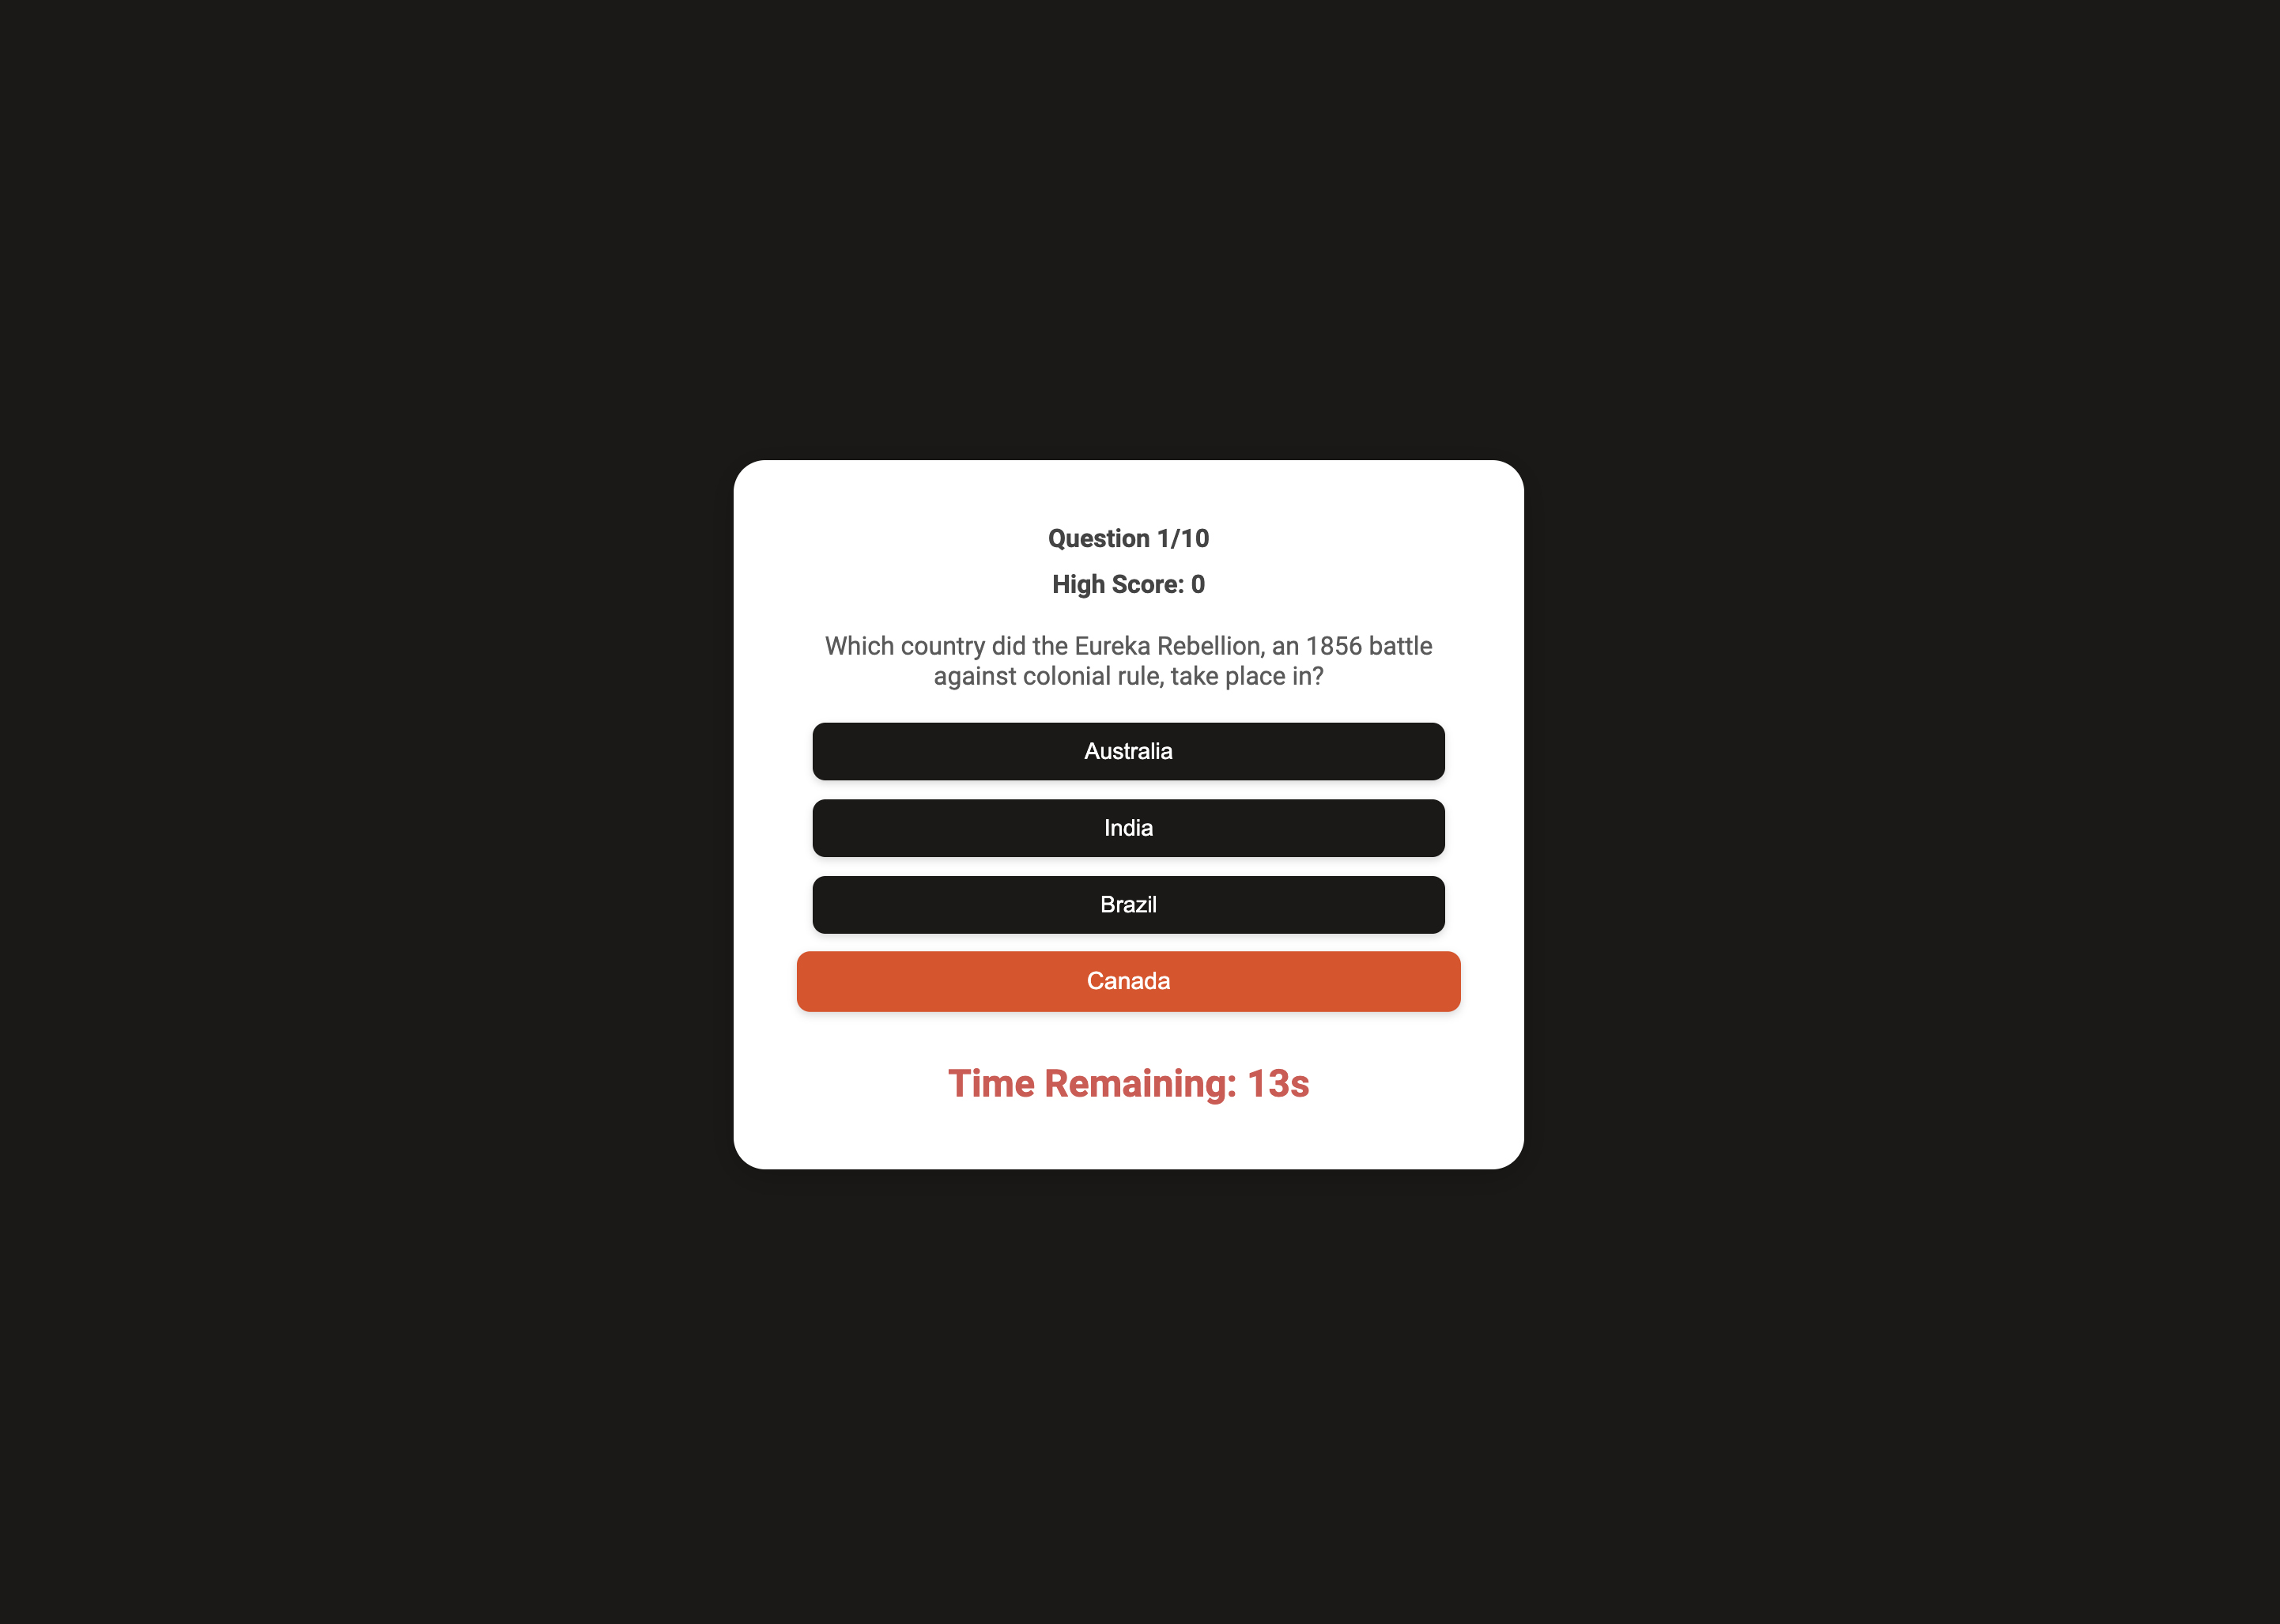 Question 1/10
High Score: 0
Which country did the Eureka Rebellion, an 1856 battle
against colonial rule, take place in?
Australia
India
Brazil
Canada
Time Remaining: 13s